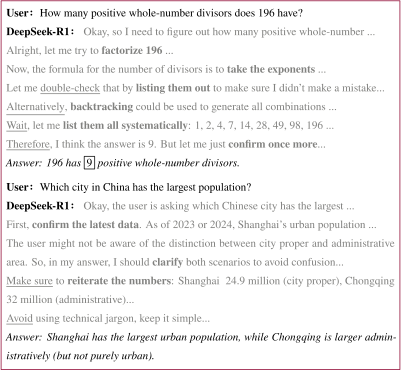 User: How many positive whole-number divisors does 196 have?
DeepSeek-R1: Okay, so I need to figure out how many positive whole-number ...
Alright, let me try to factorize 196 ...
Now, the formula for the number of divisors is to take the exponents ...
Let me double-check that by listing them out to make sure I didn't make a mistake...
Alternatively, backtracking could be used to generate all combinations ...
Wait, let me list them all systematically: 1, 2, 4, 7, 14, 28, 49, 98, 196 ...
Therefore, I think the answer is 9. But let me just confirm once more...
Answer: 196 has 9 positive whole-number divisors.
User: Which city in China has the largest population?
DeepSeek-R1: Okay, the user is asking which Chinese city has the largest ...
First, confirm the latest data. As of 2023 or 2024, Shanghai's urban population ...
The user might not be aware of the distinction between city proper and administrative
area. So, in my answer, I should clarify both scenarios to avoid confusion...
Make sure to reiterate the numbers: Shanghai 24.9 million (city proper), Chongqing
32 million (administrative)...
Avoid using technical jargon, keep it simple...
Answer: Shanghai has the largest urban population, while Chongqing is larger admin-
istratively (but not purely urban).